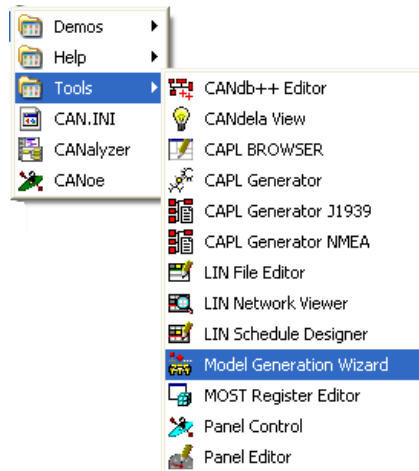 Demos
Help
Tools
CAN.INI
CANalyzer
CANoe
CANdb++ Editor
CANdela View
CAPL BROWSER
CAPL Generator
CAPL Generator J1939
CAPL Generator NMEA
LIN File Editor
LIN Network Viewer
LIN Schedule Designer
Model Generation Wizard
MOST Register Editor
Panel Control
Panel Editor